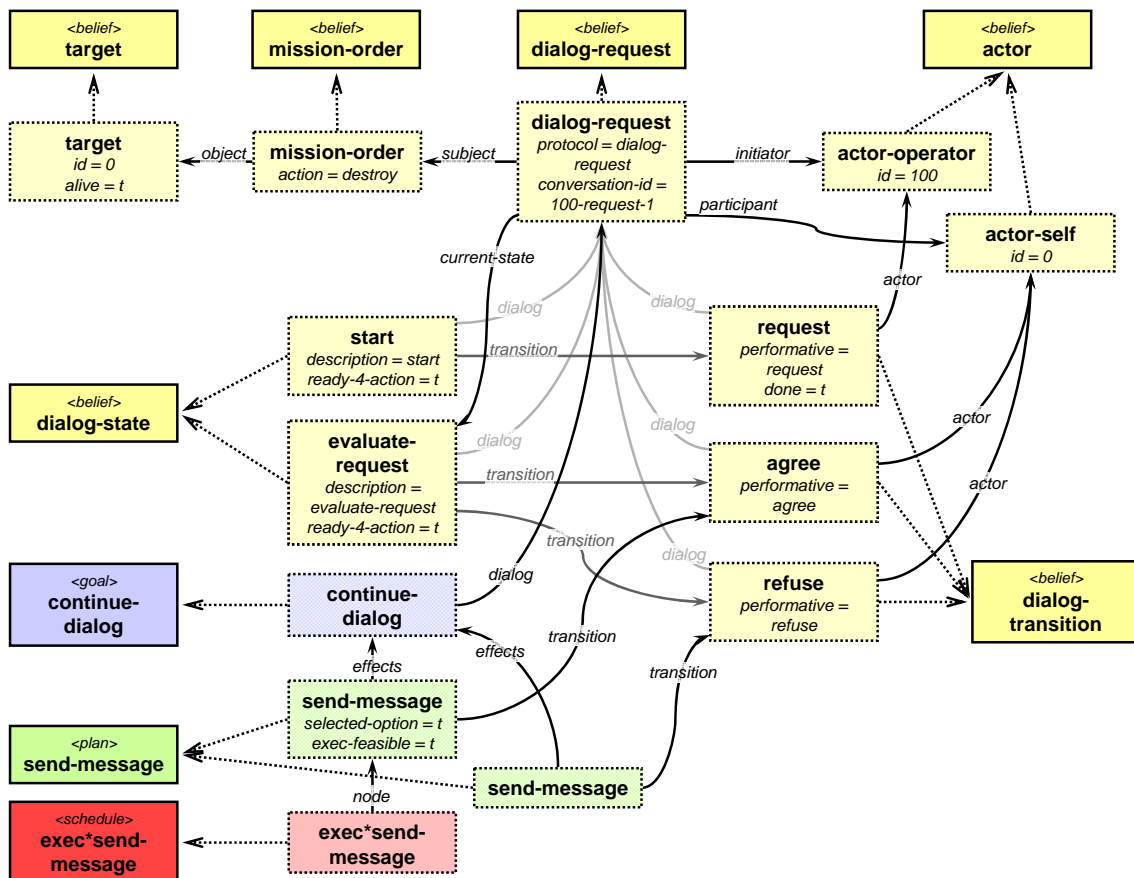 <belief>
target
<belief>
mission-order
<belief>
dialog-request
<belief>
actor
target
id = 0
alive = t
object
mission-order
action = destroy
subject
dialog-request
protocol = dialog-
request
conversation-id =
100-request-1
initiator
actor-operator
id = 100
participant
actor-self
id = 0
current-state
actor
dialog
dialog
start
description = start
ready-4-action = t
transition
request
performative =
request
done = t
<belief>
dialog-state
evaluate-
request
description =
evaluate-request
ready-4-action = t
dialog
dialog
transition
agree
performative =
agree
actor
actor
transition
dialog
dialog
<goal>
continue-
dialog
continue-
dialog
refuse
performative =
refuse
<belief>
dialog-
transition
effects
effects
transition
transition
send-message
selected-option = t
exec-feasible = t
<plan>
send-message
send-message
node
<schedule>
exec*send-
message
exec*send-
message